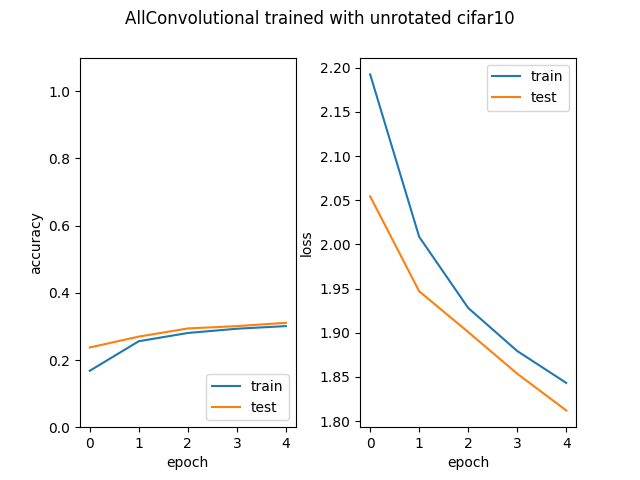 AllConvolutional trained with unrotated cifar10
accuracy
1.0
0.8
0.6
0.4
0.2
0.0
0 1 2 3 4
epoch
train
test
loss
2.20
2.15
2.10
2.05
2.00
1.95
1.90
1.85
1.80
0 1 2 3 4
epoch
train
test